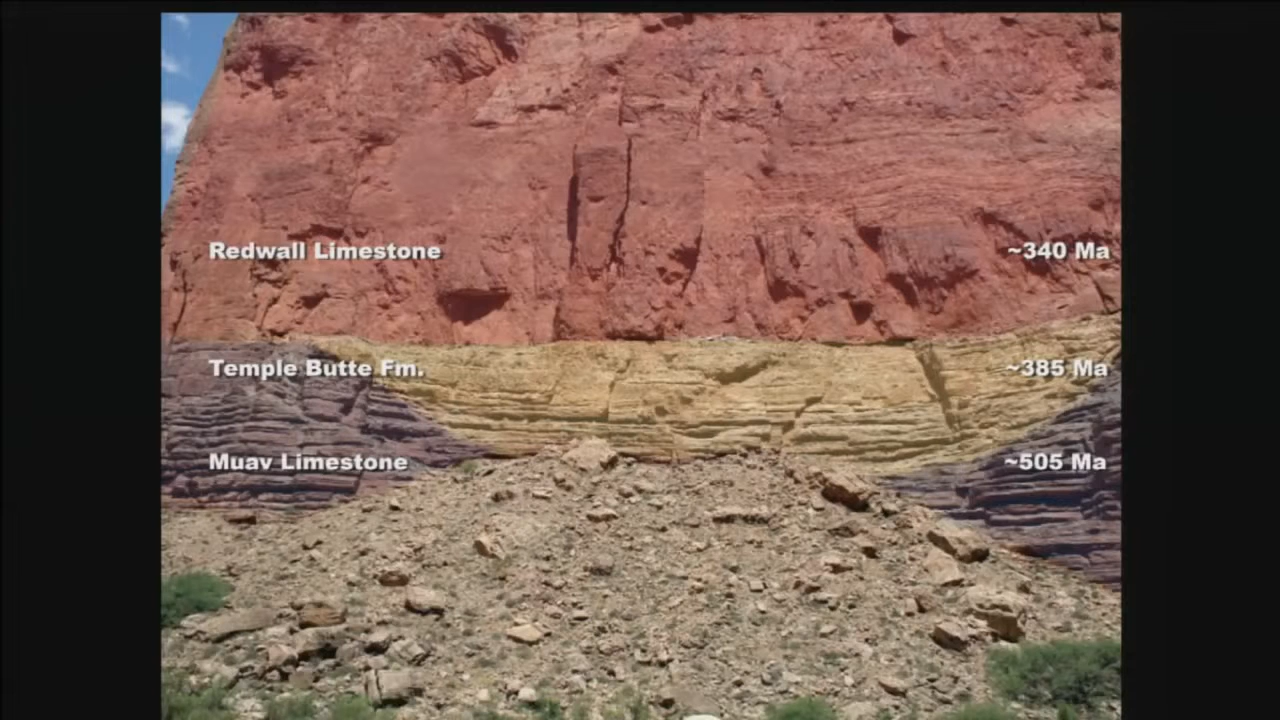 Redwall Limestone ~340 Ma
Temple Butte Fm. ~385 Ma
Muav Limestone ~505 Ma